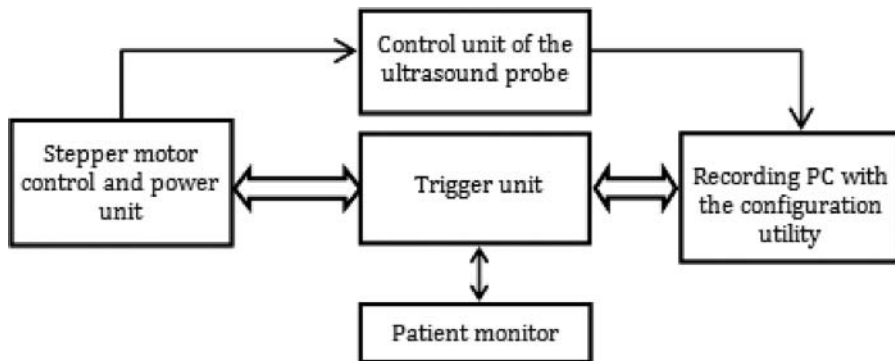 Control unit of the
ultrasound probe
Stepper motor
control and power
unit
Trigger unit
Recording PC with
the configuration
utility
Patient monitor